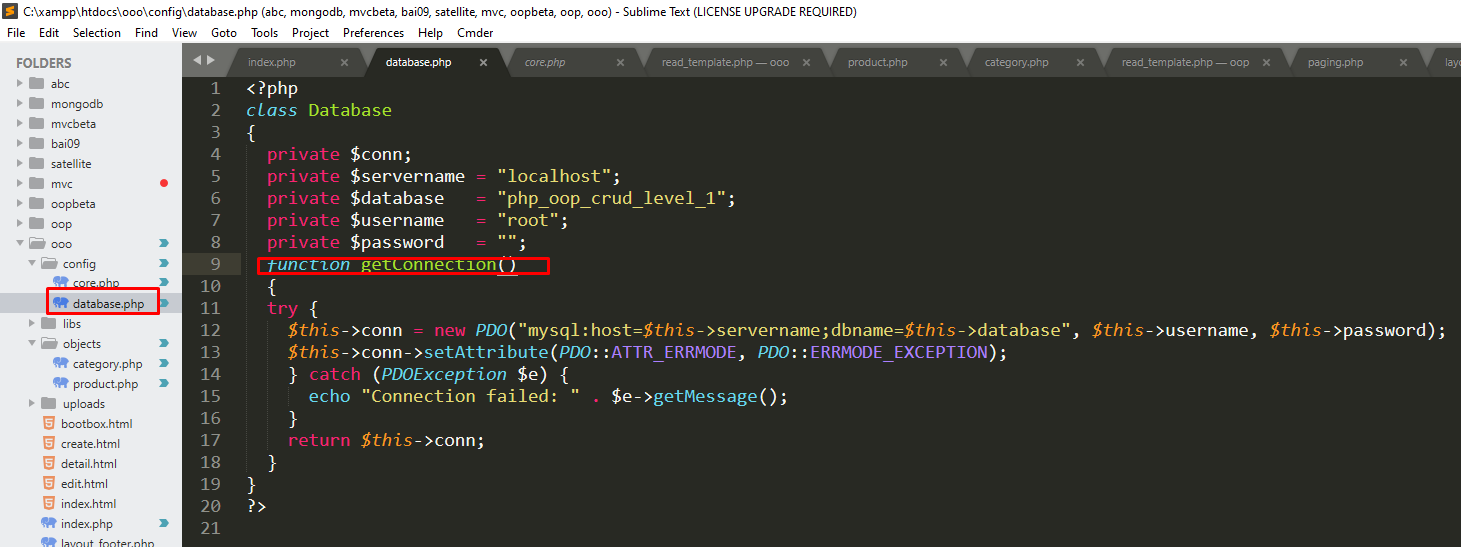 C:\xampp\htdocs\ooo\config\database.php (abc, mongodb, mvcbeta, bai09, satellite, mvc, oopbeta, oop, ooo) - Sublime Text (LICENSE UPGRADE REQUIRED)
File Edit Selection Find View Goto Tools Project Preferences Help Cmder
FOLDERS
abc
mongodb
mvcbeta
bai09
satellite
mvc
oopbeta
oop
ooo
config
core.php
database.php
libs
objects
category.php
product.php
uploads
bootbox.html
create.html
detail.html
edit.html
index.html
index.php
layout_footer.php
index.php database.php core.php read_template.php — ooo product.php category.php read_template.php — oop paging.php layo
1 <?php
2 class Database
3 {
4   private $conn;
5   private $servername = "localhost";
6   private $database   = "php_oop_crud_level_1";
7   private $username   = "root";
8   private $password   = "";
9   function getConnection()
10   {
11   try {
12     $this->conn = new PDO("mysql:host=$this->servername;dbname=$this->database", $this->username, $this->password);
13     $this->conn->setAttribute(PDO::ATTR_ERRMODE, PDO::ERRMODE_EXCEPTION);
14     } catch (PDOException $e) {
15       echo "Connection failed: " . $e->getMessage();
16     }
17     return $this->conn;
18   }
19 }
20 ?>
21